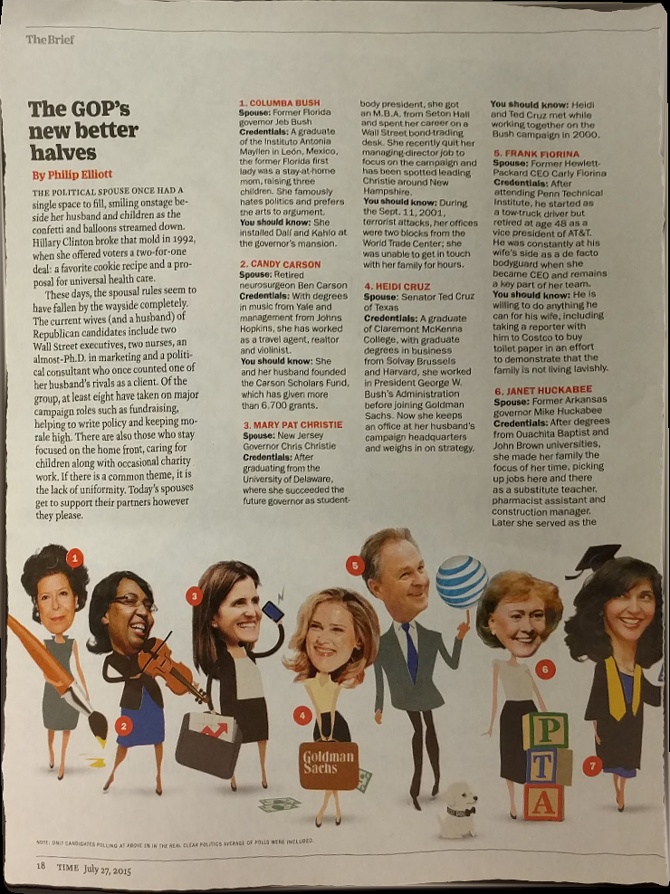 TheBrief
The GOP's
new better
halves
By Philip Elliott
THE POLITICAL SPOUSE ONCE HAD A
single space to fill, smiling onstage be-
side her husband and children as the
confetti and balloons streamed down.
Hillary Clinton broke that mold in 1992,
when she offered voters a two-for-one
deal: a favorite cookie recipe and a pro-
posal for universal health care.
These days, the spousal rules seem to
have fallen by the wayside completely.
The current wives (and a husband) of
Republican candidates include two
Wall Street executives, two nurses, an
almost-Ph.D. in marketing and a politi-
cal consultant who once counted one of
her husband's rivals as a client. Of the
group, at least eight have taken on major
campaign roles such as fundraising,
helping to write policy and keeping mo-
rale high. There are also those who stay
focused on the home front, caring for
children along with occasional charity
work. If there is a common theme, it is
the lack of uniformity. Today's spouses
get to support their partners however
they please.
1. COLUMBA BUSH
Spouse: Former Florida
governor Jeb Bush
Credentials: A graduate
of the Instituto Antonia
Mayllen in León, Mexico,
the former Florida first
lady was a stay-at-home
mom, raising three
children. She famously
hates politics and prefers
the arts to argument.
You should know: She
installed Dalí and Kahlo at
the governor's mansion.
2. CANDY CARSON
Spouse: Retired
neurosurgeon Ben Carson
Credentials: With degrees
in music from Yale and
management from Johns
Hopkins, she has worked
as a travel agent, realtor
and violinist.
You should know: She
and her husband founded
the Carson Scholars Fund,
which has given more
than 6,700 grants.
3. MARY PAT CHRISTIE
Spouse: New Jersey
Governor Chris Christie
Credentials: After
graduating from the
University of Delaware,
where she succeeded the
future governor as student-
body president, she got
an M.B.A. from Seton Hall
and spent her career on a
Wall Street bond-trading
desk. She recently quit her
managing-director job to
focus on the campaign and
has been spotted leading
Christie around New
Hampshire.
You should know: During
the Sept. 11, 2001,
terrorist attacks, her offices
were two blocks from the
World Trade Center; she
was unable to get in touch
with her family for hours.
4. HEIDI CRUZ
Spouse: Senator Ted Cruz
of Texas
Credentials: A graduate
of Claremont McKenna
College, with graduate
degrees in business
from Solvay Brussels
and Harvard, she worked
in President George W.
Bush's Administration
before joining Goldman
Sachs. Now she keeps
an office at her husband's
campaign headquarters
and weighs in on strategy.
You should know: Heidi
and Ted Cruz met while
working together on the
Bush campaign in 2000.
5. FRANK FIORINA
Spouse: Former Hewlett-
Packard CEO Carly Fiorina
Credentials: After
attending Penn Technical
Institute, he started as
a tow-truck driver but
retired at age 48 as a
vice president of AT&T.
He was constantly at his
wife's side as a de facto
bodyguard when she
became CEO and remains
a key part of her team.
You should know: He is
willing to do anything he
can for his wife, including
taking a reporter with
him to Costco to buy
toilet paper in an effort
to demonstrate that the
family is not living lavishly.
6. JANET HUCKABEE
Spouse: Former Arkansas
governor Mike Huckabee
Credentials: After degrees
from Ouachita Baptist and
John Brown universities,
she made her family the
focus of her time, picking
up jobs here and there
as a substitute teacher,
pharmacist assistant and
construction manager.
Later she served as the
1
2
3
4
5
6
7
Goldman
Sachs
P
T
A
NOTE: ONLY CANDIDATES POLLING AT ABOVE IN THE REAL CLEAR POLITICS AVERAGE OF POLLS WERE INCLUDED.
18 TIME July 27, 2015